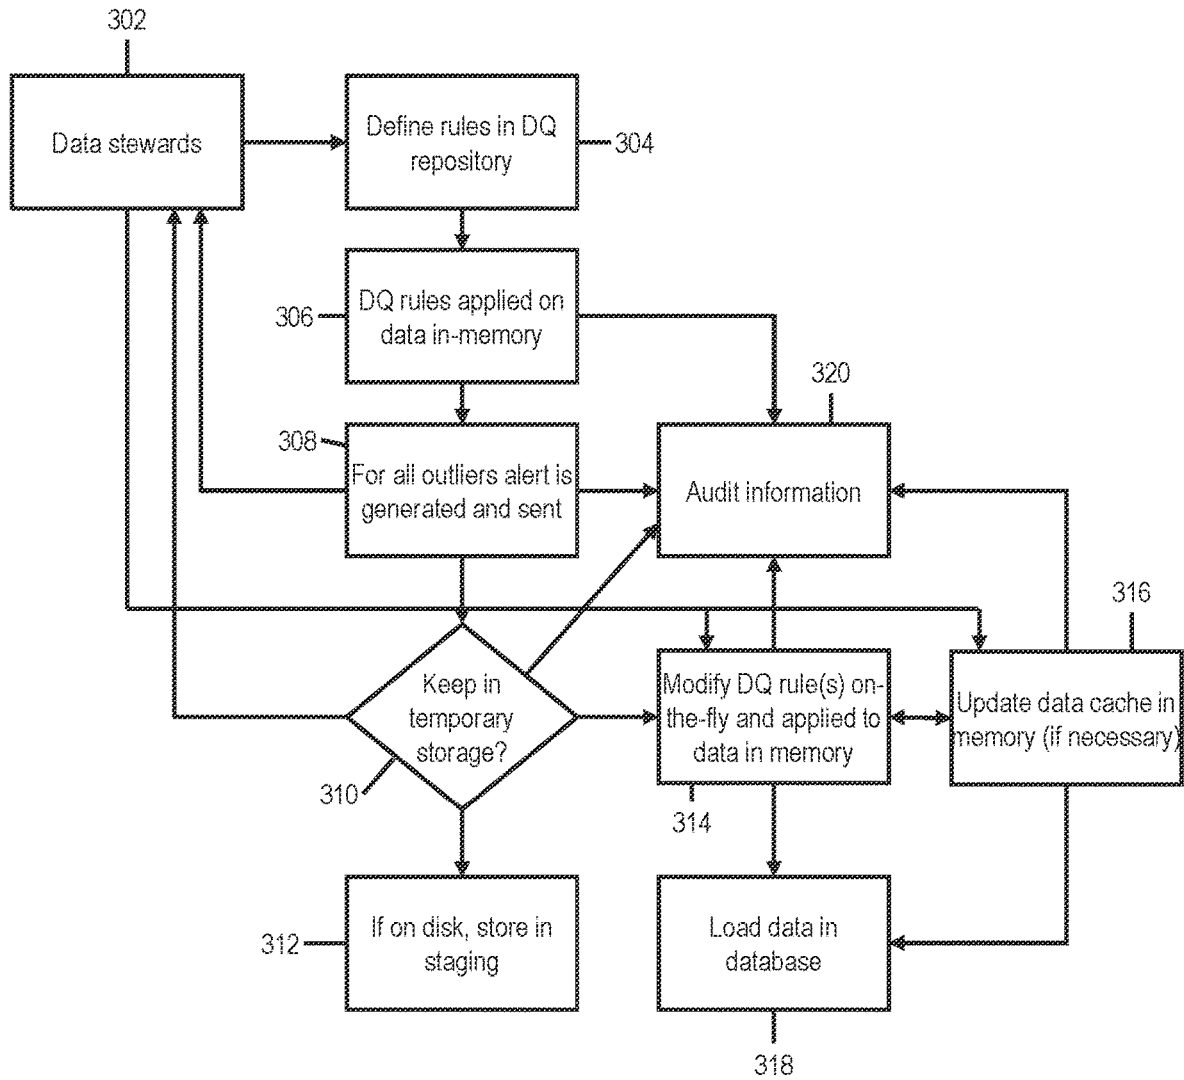 302
Data stewards
Define rules in DQ
repository
304
306
DQ rules applied on
data in-memory
308
For all outliers alert is
generated and sent
320
Audit information
316
Keep in
temporary
storage?
310
Modify DQ rule(s) on-
the-fly and applied to
data in memory
314
Update data cache in
memory (if necessary)
312
If on disk, store in
staging
Load data in
database
318